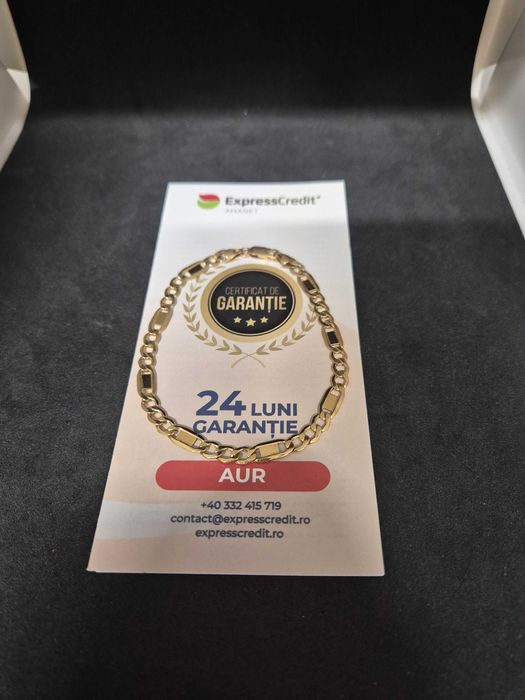 ExpressCredit
AMANET
CERTIFICAT DE
GARANȚIE
24 LUNI
GARANȚIE
AUR
+40 332 415 719
contact@expresscredit.ro
expresscredit.ro